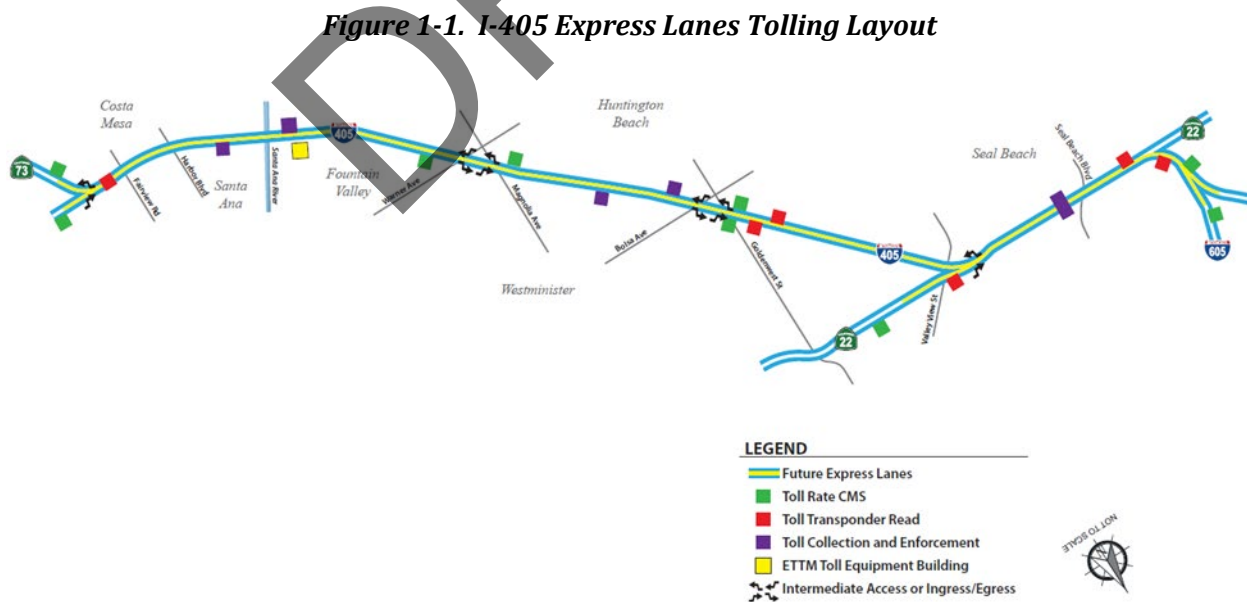 Figure 1-1. I-405 Express Lanes Tolling Layout
Costa
Mesa
Huntington
Beach
Seal Beach
Seal Beach Blvd
22
405
73
Fairview Rd
Harbor Blvd
Santa
Ana
Santa Ana River
Fountain
Valley
Warner Ave
Magnolia Ave
Bolsa Ave
Goldenwest St
405
605
Westminister
Valley View St
22
LEGEND
Future Express Lanes
Toll Rate CMS
Toll Transponder Read
Toll Collection and Enforcement
ETTM Toll Equipment Building
Intermediate Access or Ingress/Egress
NOT TO SCALE
N